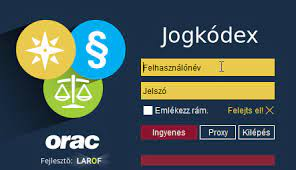 §
Jogkódex
Felhasználónév
Jelszó
Emlékezz rám. Felejts el! X
Ingyenes Proxy Kilépés
orac
Fejlesztő: LAROF